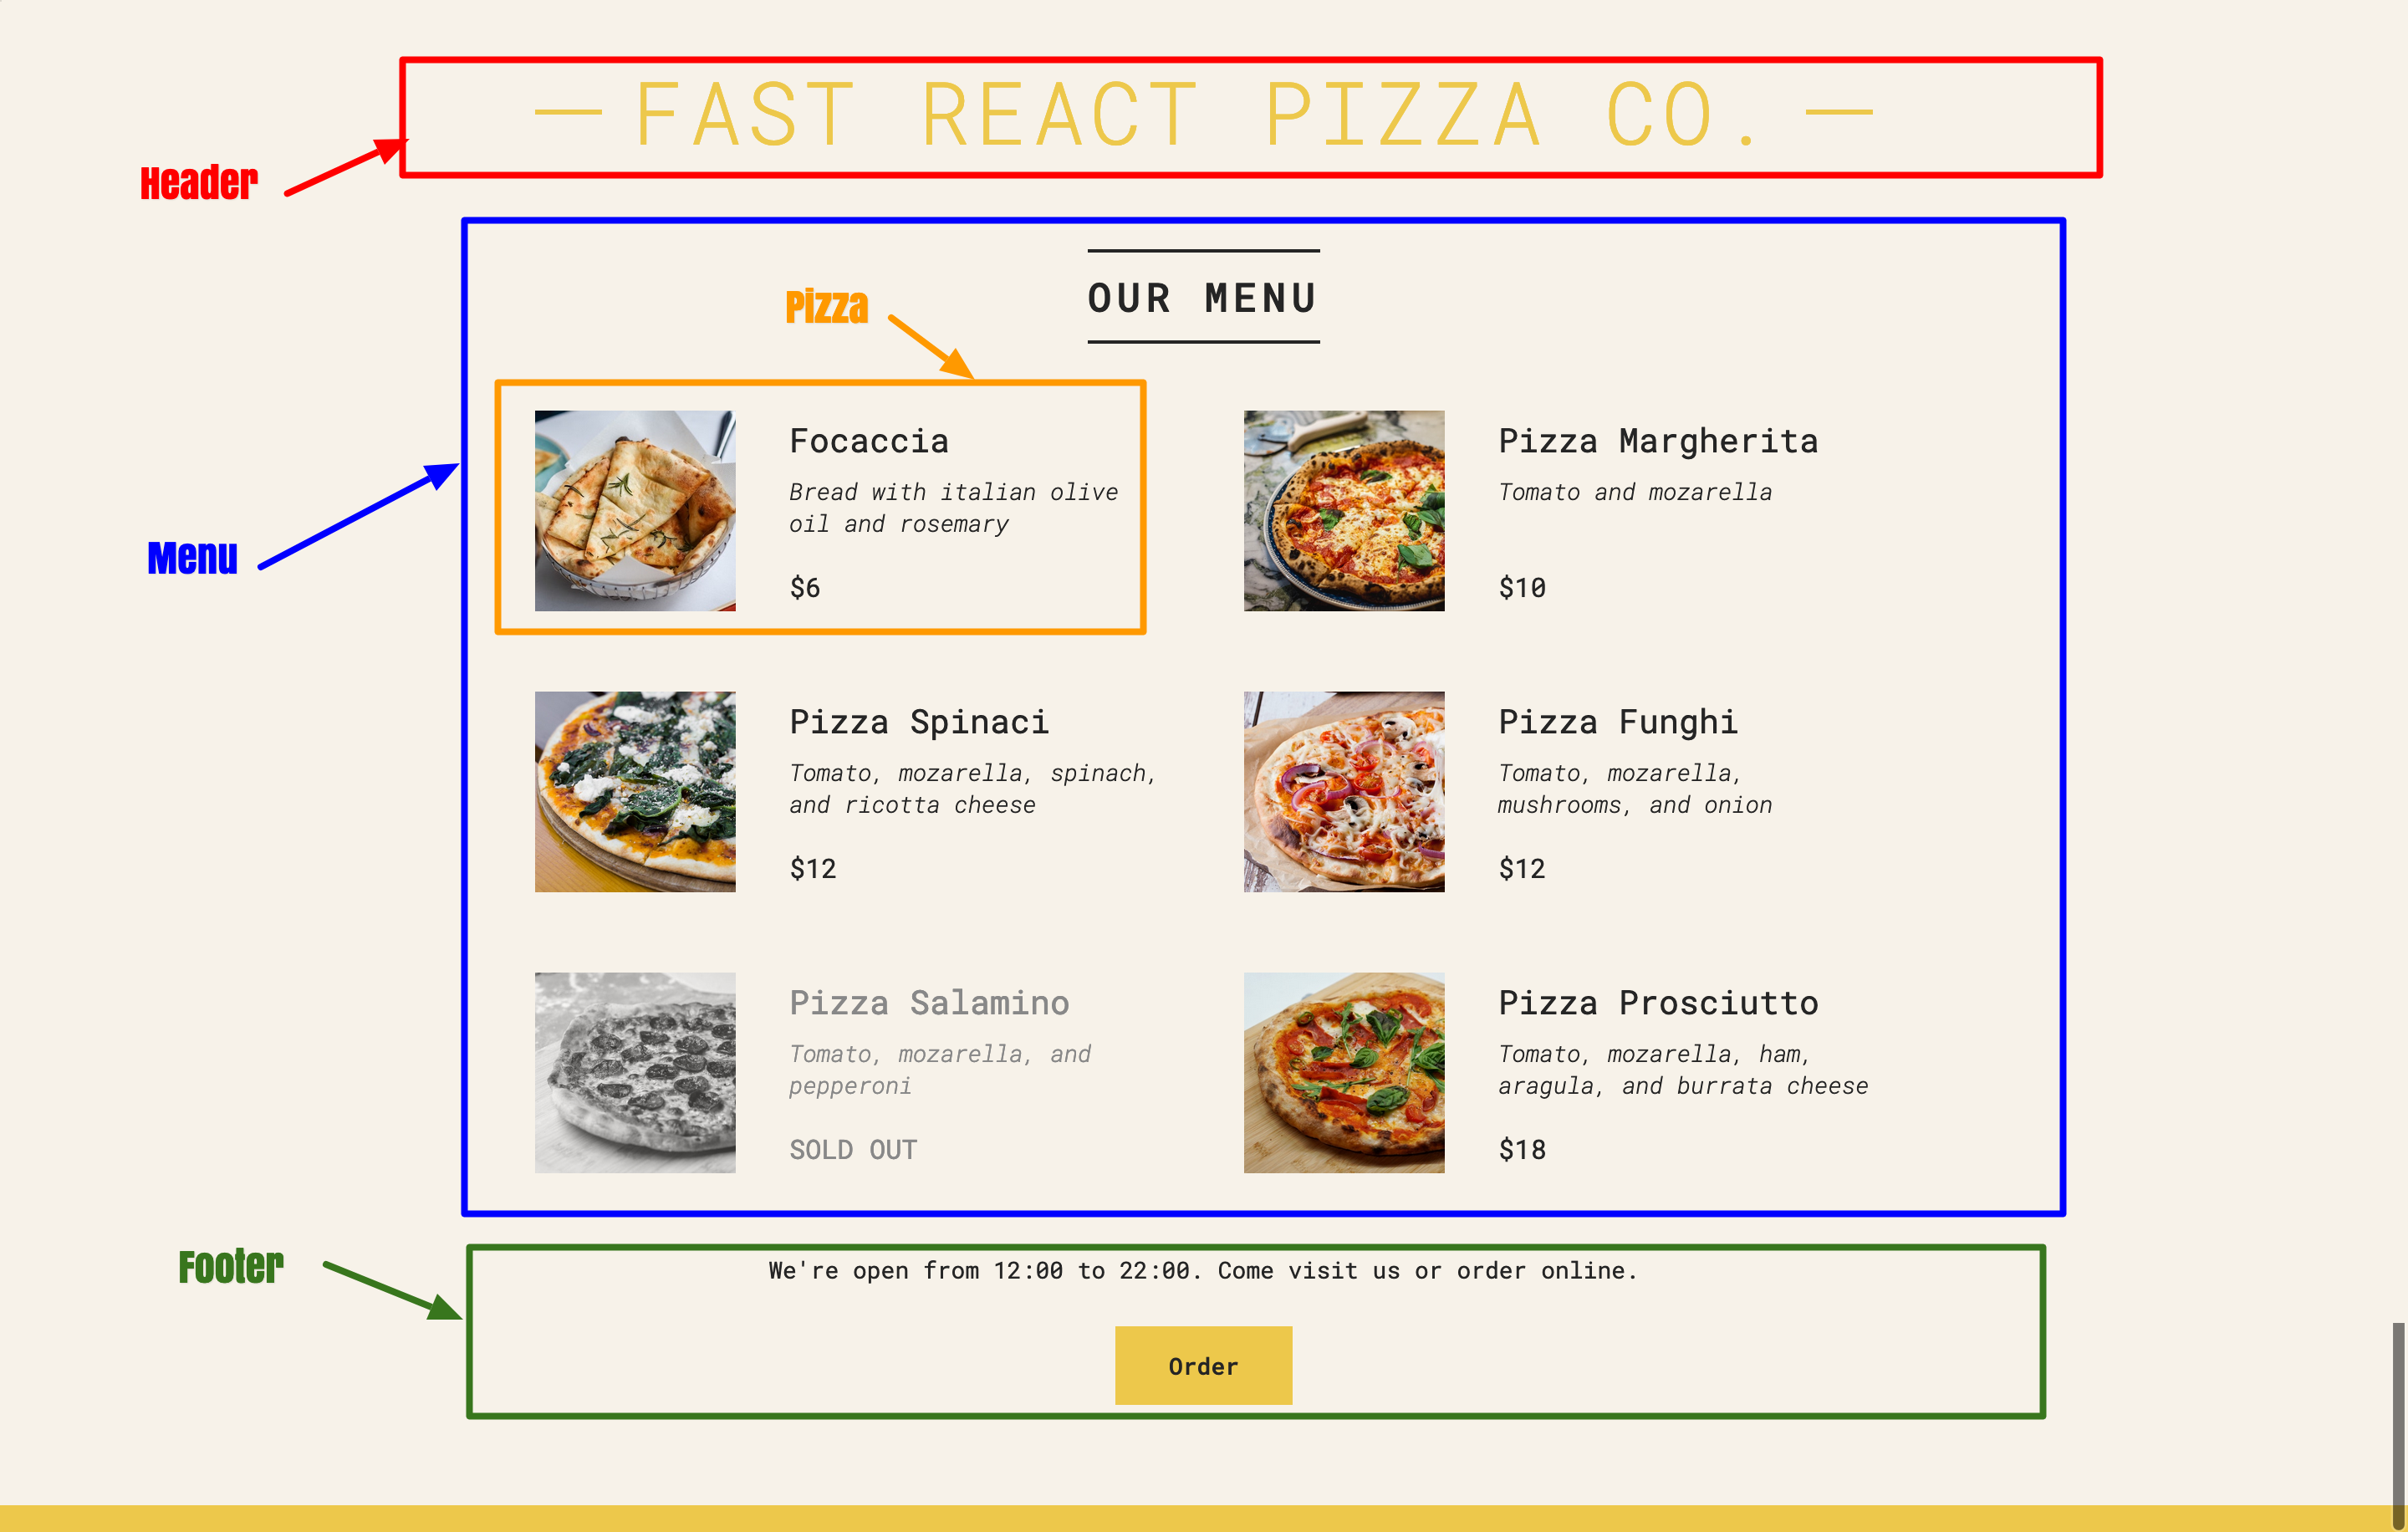 — FAST REACT PIZZA CO. —
Header
OUR MENU
Pizza
Menu
Focaccia
Bread with italian olive
oil and rosemary
$6
Pizza Margherita
Tomato and mozarella
$10
Pizza Spinaci
Tomato, mozarella, spinach,
and ricotta cheese
$12
Pizza Funghi
Tomato, mozarella,
mushrooms, and onion
$12
Pizza Salamino
Tomato, mozarella, and
pepperoni
SOLD OUT
Pizza Prosciutto
Tomato, mozarella, ham,
aragula, and burrata cheese
$18
Footer
We're open from 12:00 to 22:00. Come visit us or order online.
Order